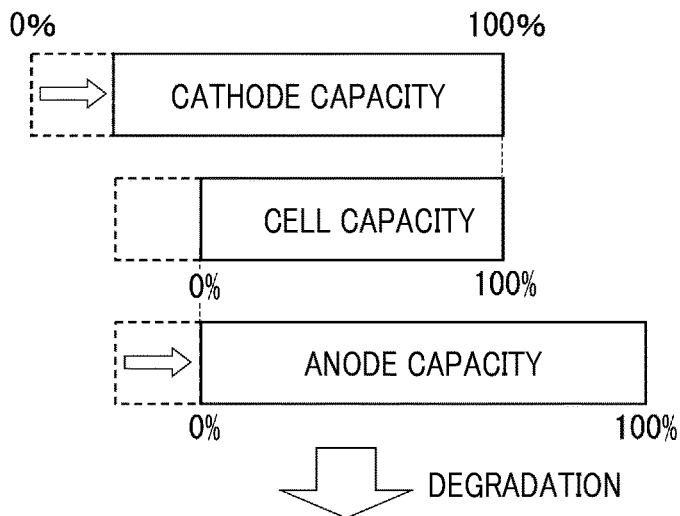 0% 100%
CATHODE CAPACITY
CELL CAPACITY
0% 100%
ANODE CAPACITY
0% 100%
DEGRADATION